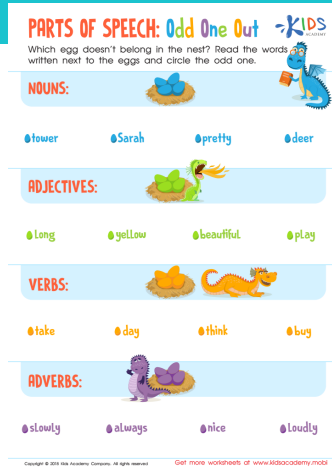 PARTS OF SPEECH: Odd One Out
KIDS
ACADEMY
Which egg doesn't belong in the nest? Read the words
written next to the eggs and circle the odd one.
NOUNS:
tower Sarah pretty deer
ADJECTIVES:
long yellow beautiful play
VERBS:
take day think buy
ADVERBS:
slowly always nice loudly
Copyright © 2018 Kids Academy Company. All rights reserved
Get more worksheets at www.kidsacademy.mobi